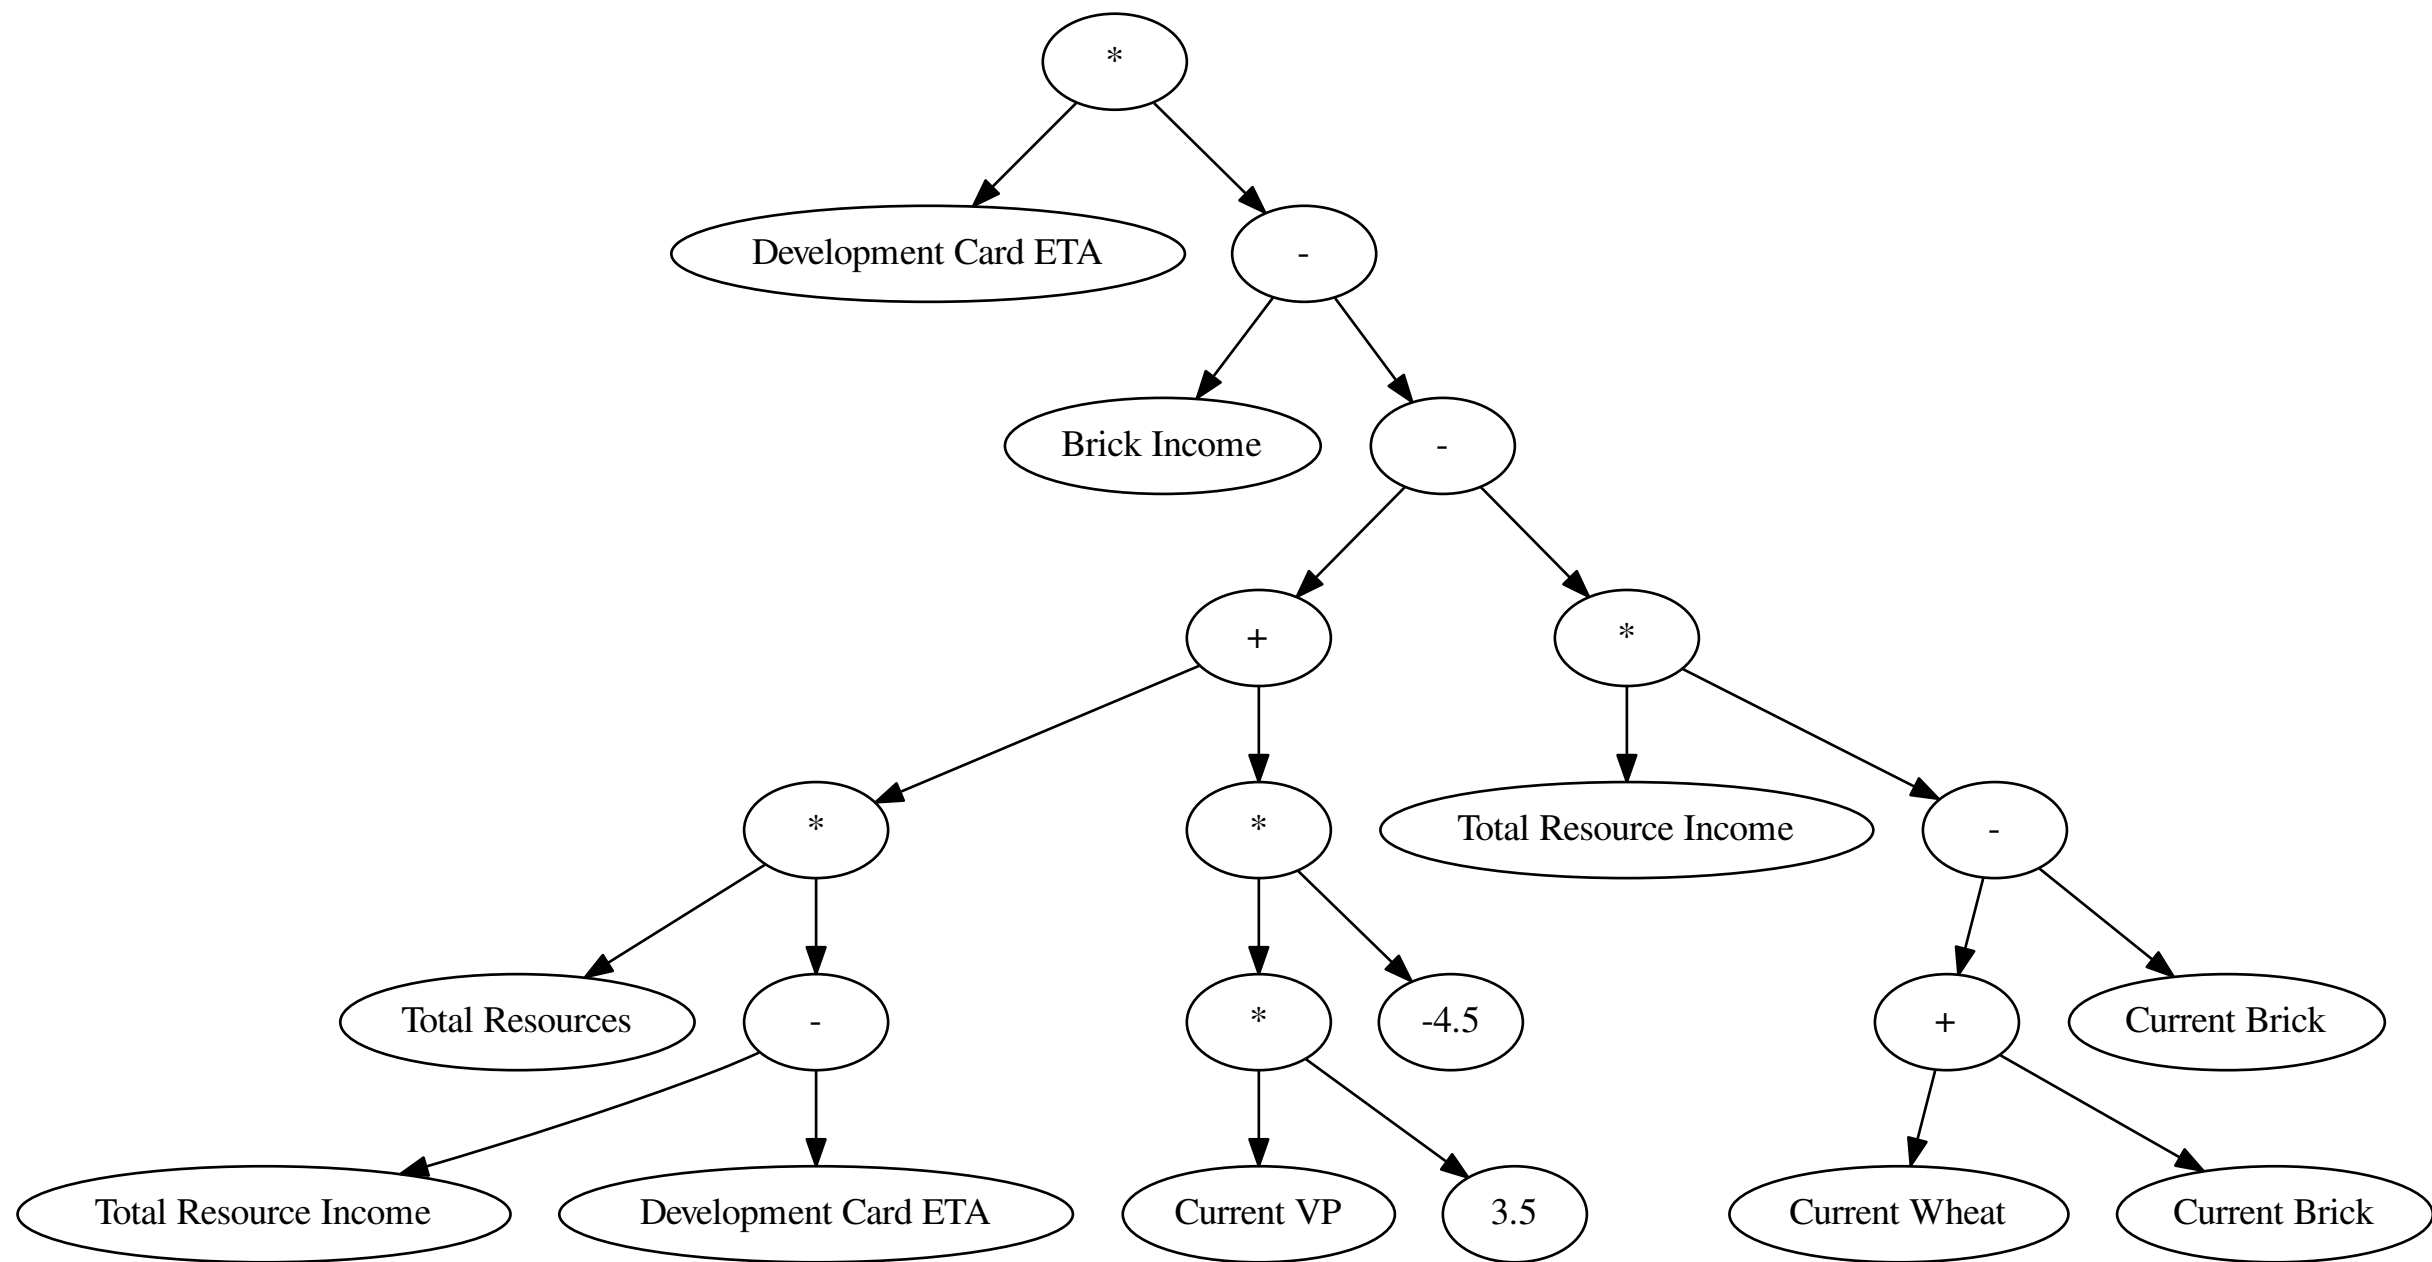 *
Development Card ETA
-
Brick Income
-
+
*
*
*
Total Resource Income
-
Total Resources
-
*
-4.5
+
Current Brick
Total Resource Income
Development Card ETA
Current VP
3.5
Current Wheat
Current Brick